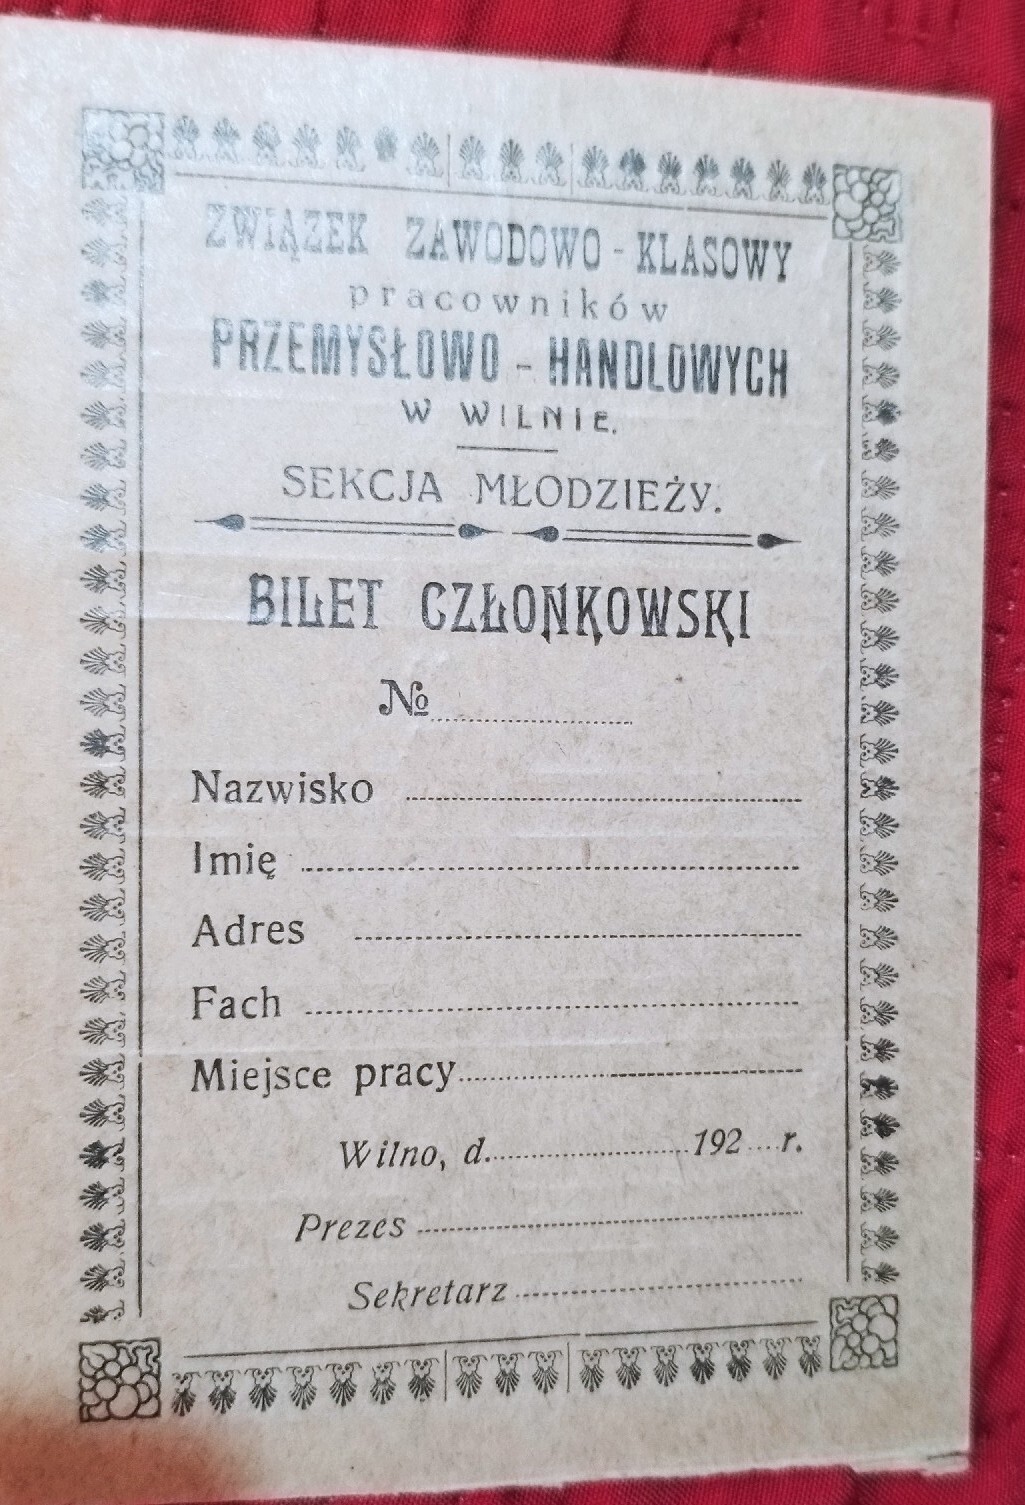 ZWIĄZEK ZAWODOWO - KLASOWY
pracowników
PRZEMYSŁOWO - HANDLOWYCH
W WILNIE.
SEKCJA MŁODZIEŻY.
BILET CZŁONKOWSKI
№
Nazwisko
Imię
Adres
Fach
Miejsce pracy
Wilno, d. 192 r.
Prezes
Sekretarz